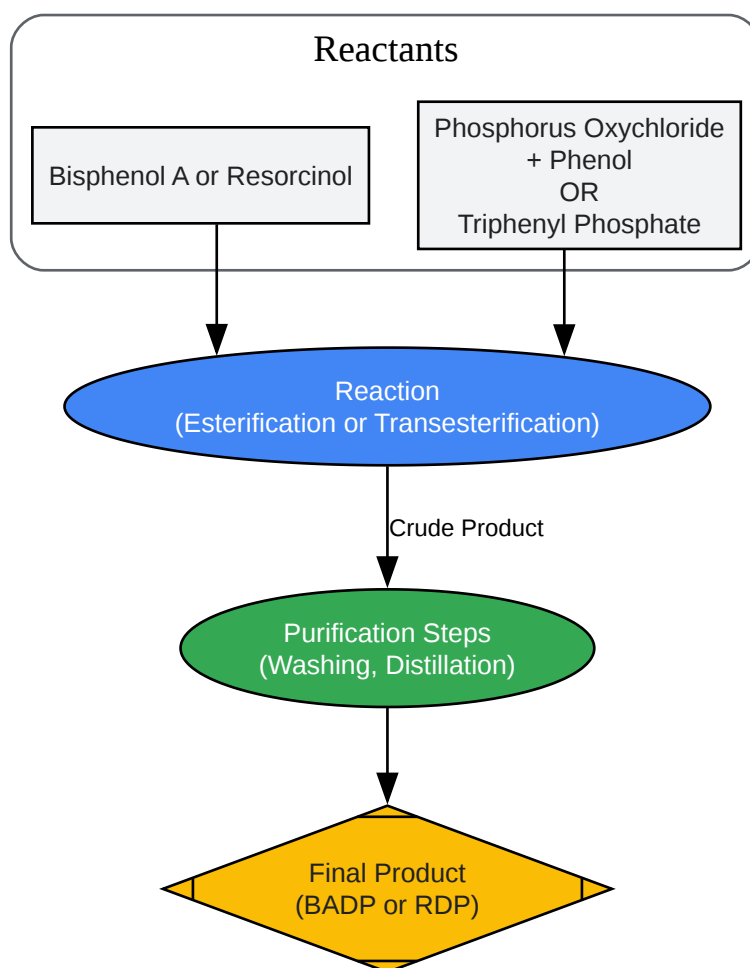 Reactants
Bisphenol A or Resorcinol
Phosphorus Oxychloride
+ Phenol
OR
Triphenyl Phosphate
Reaction
(Esterification or Transesterification)
Crude Product
Purification Steps
(Washing, Distillation)
Final Product
(BADP or RDP)